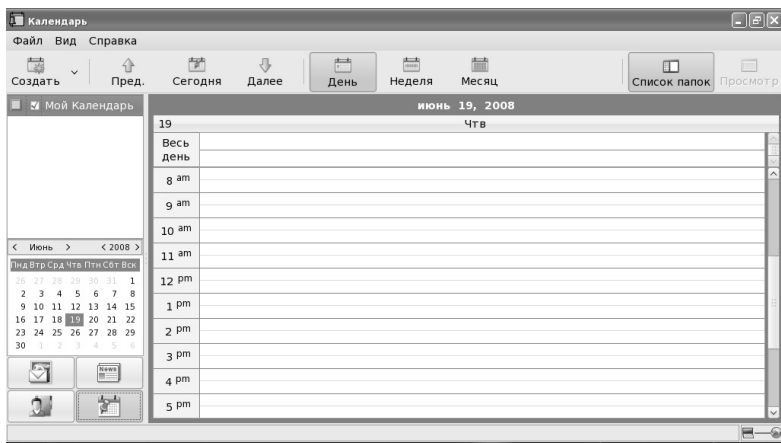 Календарь
Файл Вид Справка
Создать Пред. Сегодня Далее День Неделя Месяц Список папок Просмотр
Мой Календарь
июнь 19, 2008
19 Чтв
Весь
день
8 am
9 am
10 am
11 am
12 pm
1 pm
2 pm
3 pm
4 pm
5 pm
< Июнь > < 2008 >
Пнд Втр Срд Чтв Птн Сбт Вск
26 27 28 29 30 31 1
2 3 4 5 6 7 8
9 10 11 12 13 14 15
16 17 18 19 20 21 22
23 24 25 26 27 28 29
30 1 2 3 4 5 6
News